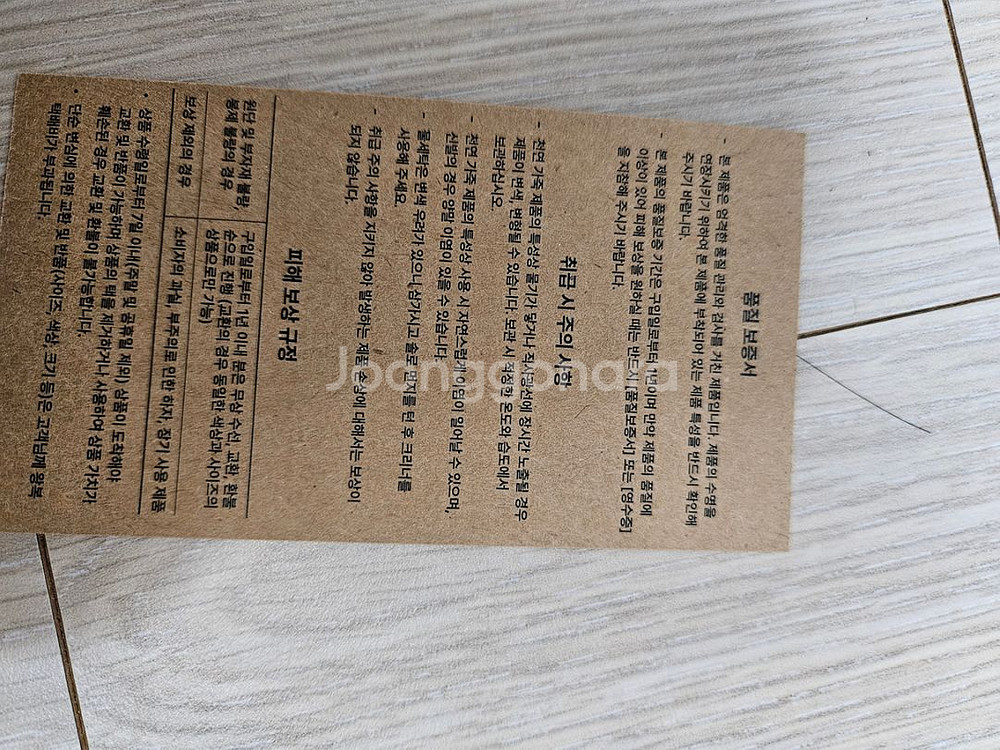 품질 보증서
- 본 제품은 엄격한 품질 관리와 검사를 거친 제품입니다. 제품의 수명을
연장시키기 위하여 본 제품에 부착되어 있는 제품 특성을 반드시 확인해
주시기 바랍니다.
- 본 제품의 품질보증 기간은 구입일로부터 1년이며 만약 제품의 품질에
이상이 있어 피해 보상을 원하실 때는 반드시 [품질보증서] 또는 [영수증]
을 지참해 주시기 바랍니다.
취급 시 주의 사항
- 천연 가죽 제품의 특성상 물기가 닿거나 직사광선에 장시간 노출될 경우
제품이 변색, 변형될 수 있습니다. 보관 시 적정한 온도와 습도에서
보관하십시오.
- 천연 가죽 제품의 특성상 사용 시 자연스럽게 이염이 일어날 수 있으며,
신발의 경우 양말 이염이 있을 수 있습니다.
- 물세탁은 변색 우려가 있으니 삼가시고 솔로 먼지를 턴 후 크리너를
사용해 주세요.
- 취급 주의 사항을 지키지 않아 발생하는 제품 손상에 대해서는 보상이
되지 않습니다.
피해 보상 규정
원단 및 부자재 불량, 구입일로부터 1년 이내 본은 무상 수선, 교환, 환불
봉제 불량의 경우 순으로 진행 (교환의 경우 동일한 색상과 사이즈의
상품으로만 가능)
보상 제외의 경우 소비자의 과실, 부주의로 인한 하자, 장기 사용 제품
• 상품 수령일로부터 7일 이내(주말 및 공휴일 제외) 상품이 도착해야
교환 및 반품이 가능하며 상품의 택을 제거하거나 사용하여 상품 가치가
훼손된 경우 교환 및 환불이 불가능합니다.
• 단순 변심에 의한 교환 및 반품(사이즈, 색상, 크기 등)은 고객님께 왕복
택배비가 부과됩니다.
Joonggonara